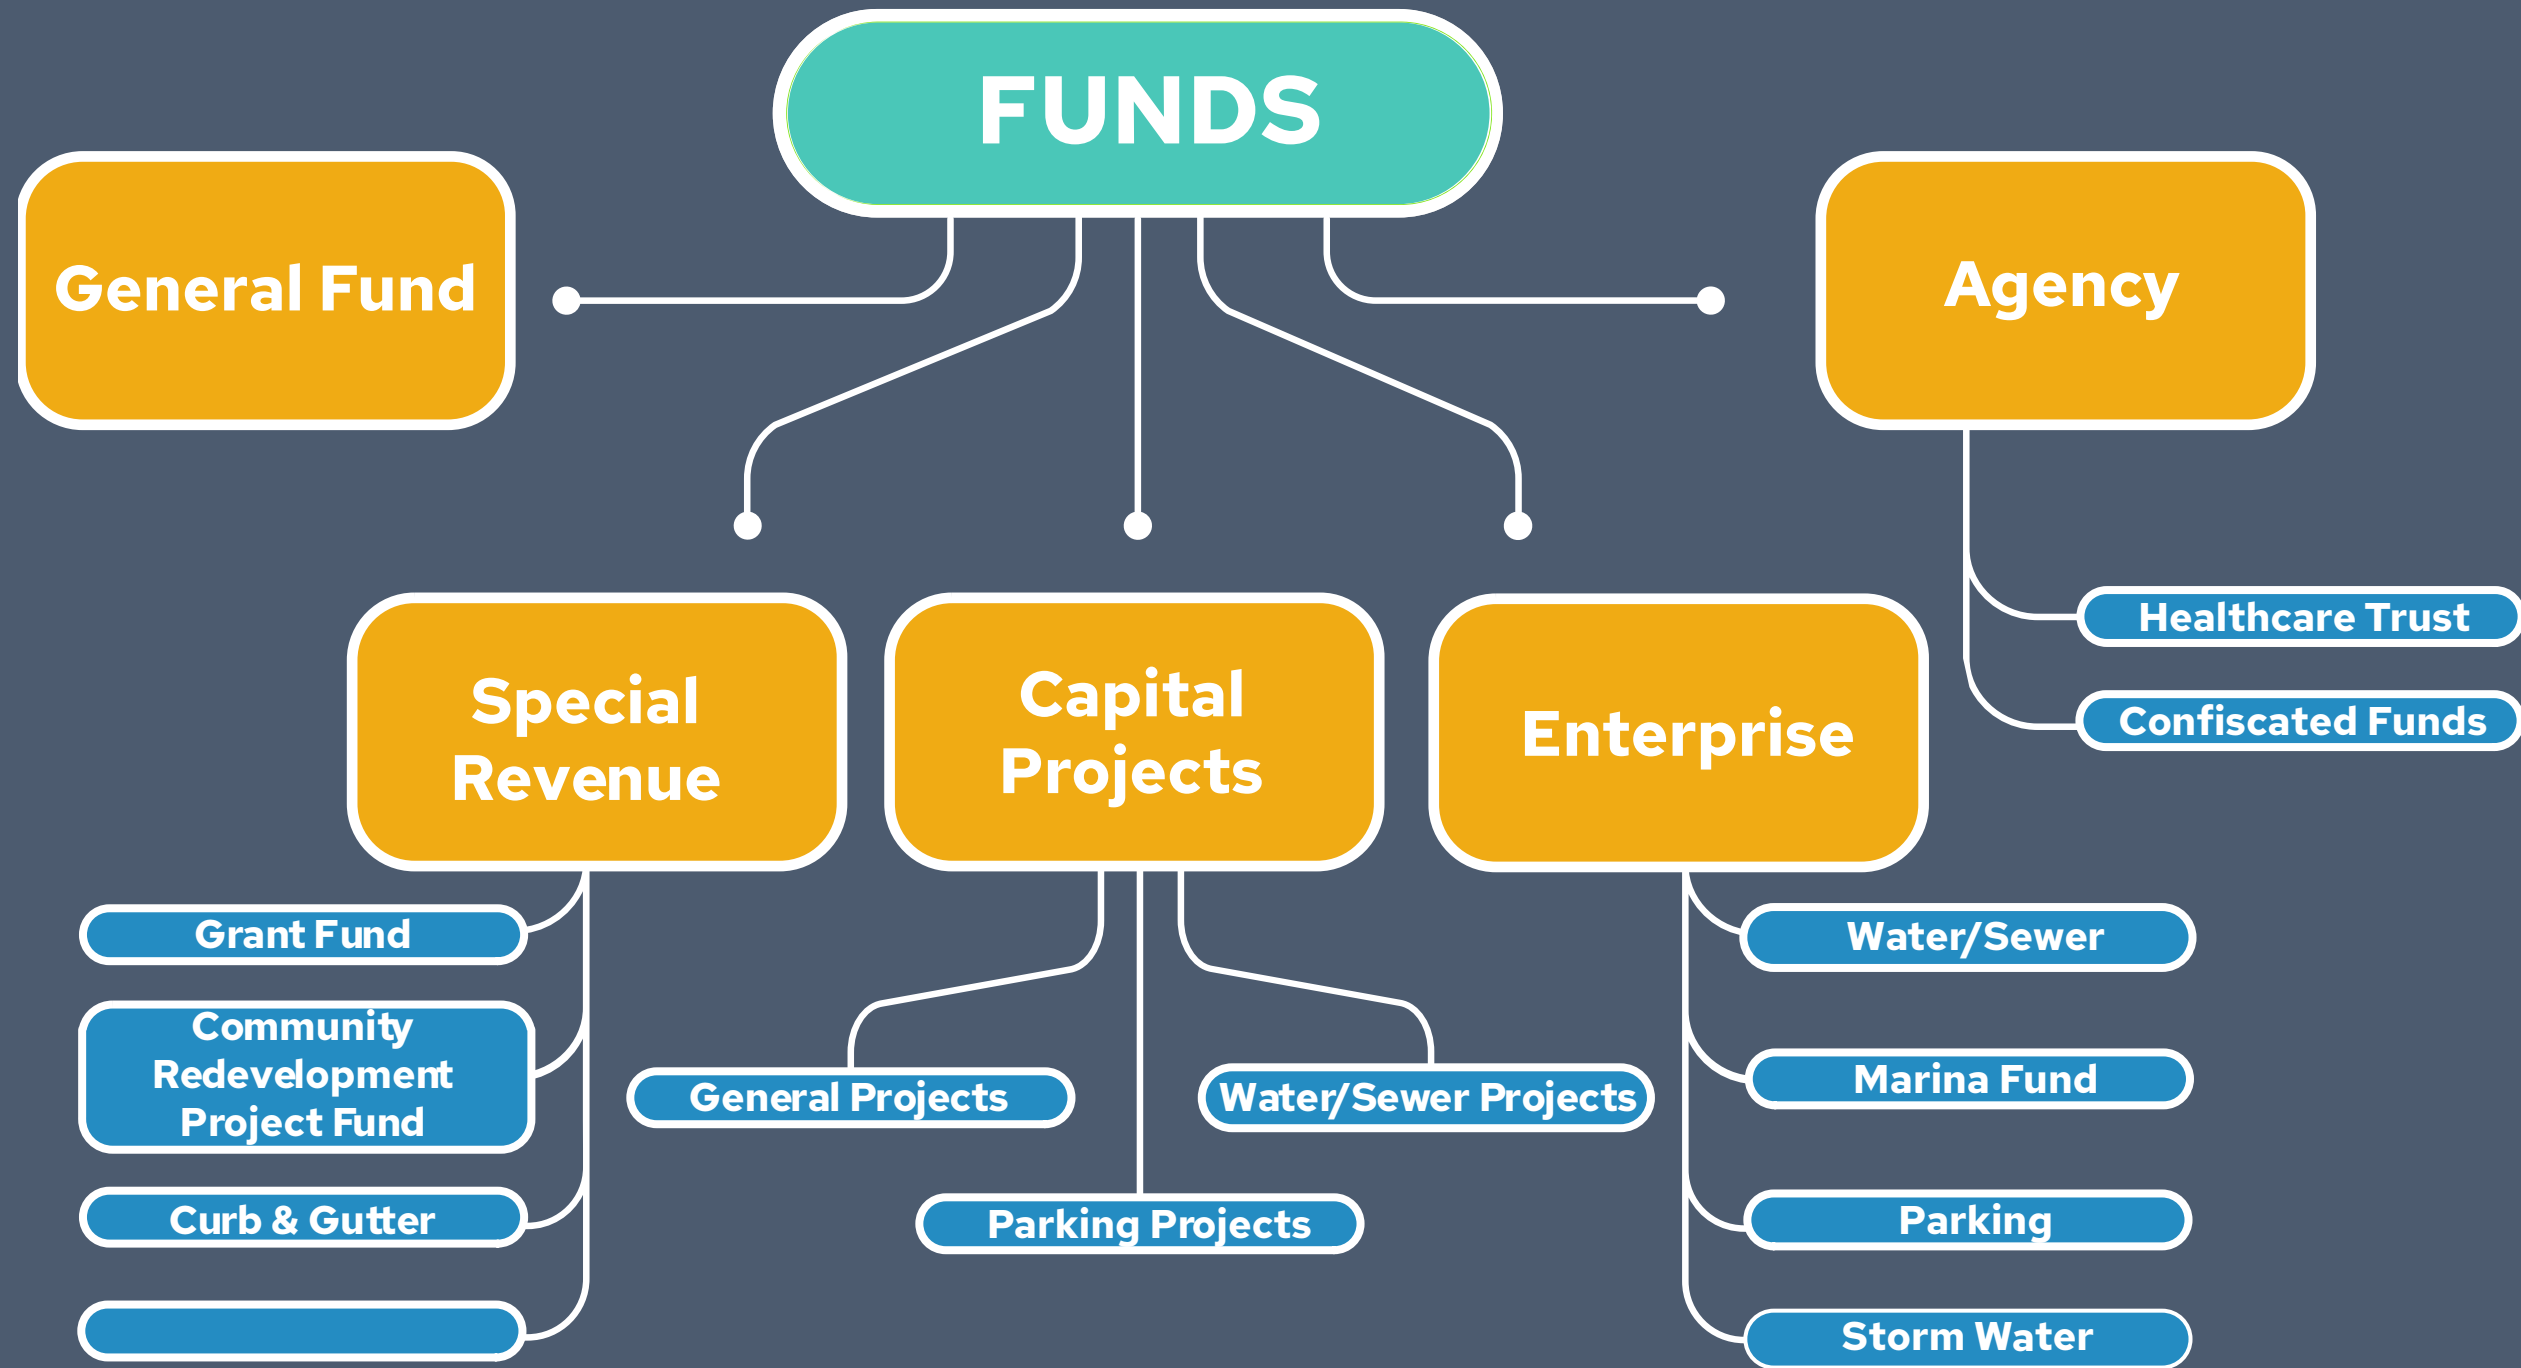 FUNDS
General Fund
Agency
Healthcare Trust
Confiscated Funds
Special
Revenue
Capital
Projects
Enterprise
Grant Fund
Community
Redevelopment
Project Fund
Curb & Gutter
General Projects
Water/Sewer Projects
Parking Projects
Water/Sewer
Marina Fund
Parking
Storm Water